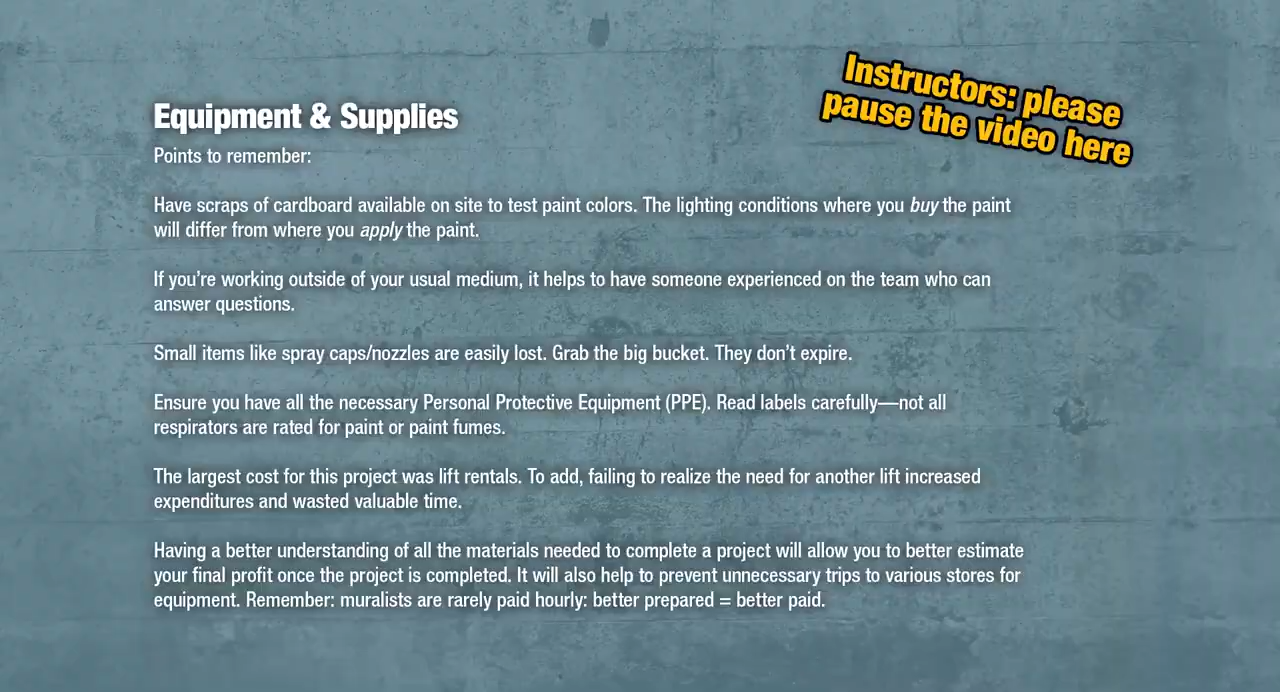 Instructors: please
pause the video here
Equipment & Supplies
Points to remember:
Have scraps of cardboard available on site to test paint colors. The lighting conditions where you buy the paint
will differ from where you apply the paint.
If you’re working outside of your usual medium, it helps to have someone experienced on the team who can
answer questions.
Small items like spray caps/nozzles are easily lost. Grab the big bucket. They don’t expire.
Ensure you have all the necessary Personal Protective Equipment (PPE). Read labels carefully—not all
respirators are rated for paint or paint fumes.
The largest cost for this project was lift rentals. To add, failing to realize the need for another lift increased
expenditures and wasted valuable time.
Having a better understanding of all the materials needed to complete a project will allow you to better estimate
your final profit once the project is completed. It will also help to prevent unnecessary trips to various stores for
equipment. Remember: muralists are rarely paid hourly: better prepared = better paid.